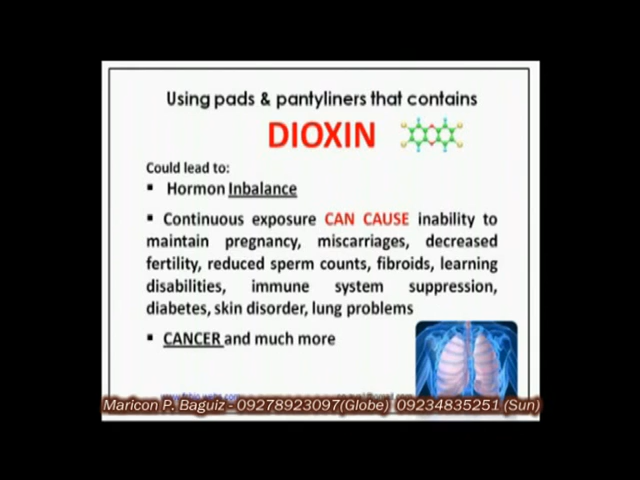 Using pads & pantyliners that contains
DIOXIN
Could lead to:
▪ Hormon Inbalance
▪ Continuous exposure CAN CAUSE inability to
maintain pregnancy, miscarriages, decreased
fertility, reduced sperm counts, fibroids, learning
disabilities, immune system suppression,
diabetes, skin disorder, lung problems
▪ CANCER and much more
Maricon P. Baguiz - 09278923097(Globe) 09234835251 (Sun)